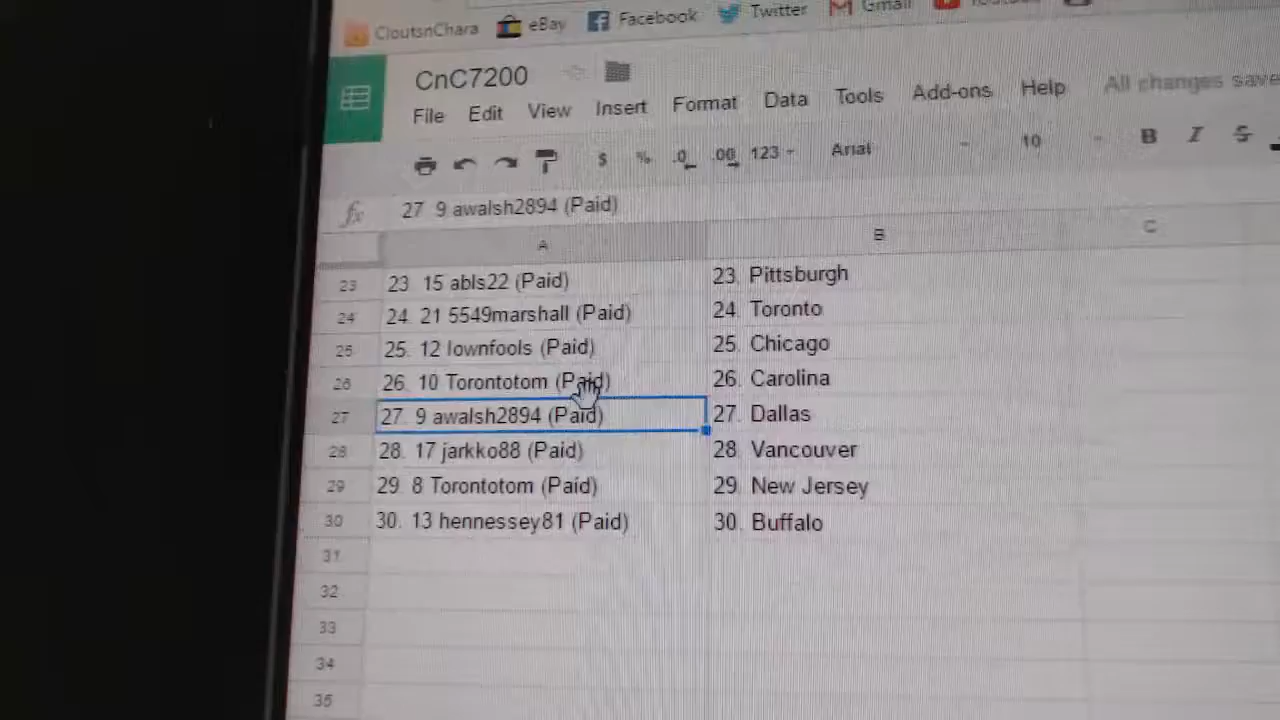 CloutsnChara eBay Facebook Twitter Gmail
CnC7200
File Edit View Insert Format Data Tools Add-ons Help All changes save
$ % .0 .00 123 Arial 10 B I S
fx 27 9 awalsh2894 (Paid)
A B C
23 23 15 abls22 (Paid) 23. Pittsburgh
24 24. 21 5549marshall (Paid) 24. Toronto
25 25. 12 lownfools (Paid) 25. Chicago
26 26. 10 Torontotom (Paid) 26. Carolina
27 27. 9 awalsh2894 (Paid) 27. Dallas
28 28. 17 jarkko88 (Paid) 28. Vancouver
29 29. 8 Torontotom (Paid) 29. New Jersey
30 30. 13 hennessey81 (Paid) 30. Buffalo
31
32
33
34
35